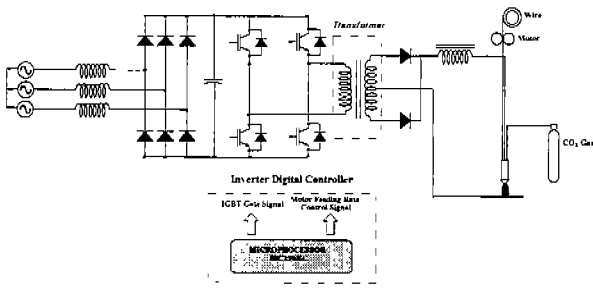 Transformer
Wire
Motor
CO₂ Gas
Inverter Digital Controller
IGBT Gate Signal
Motor Feeding Rate
Control Signal
MICROPROCESSOR